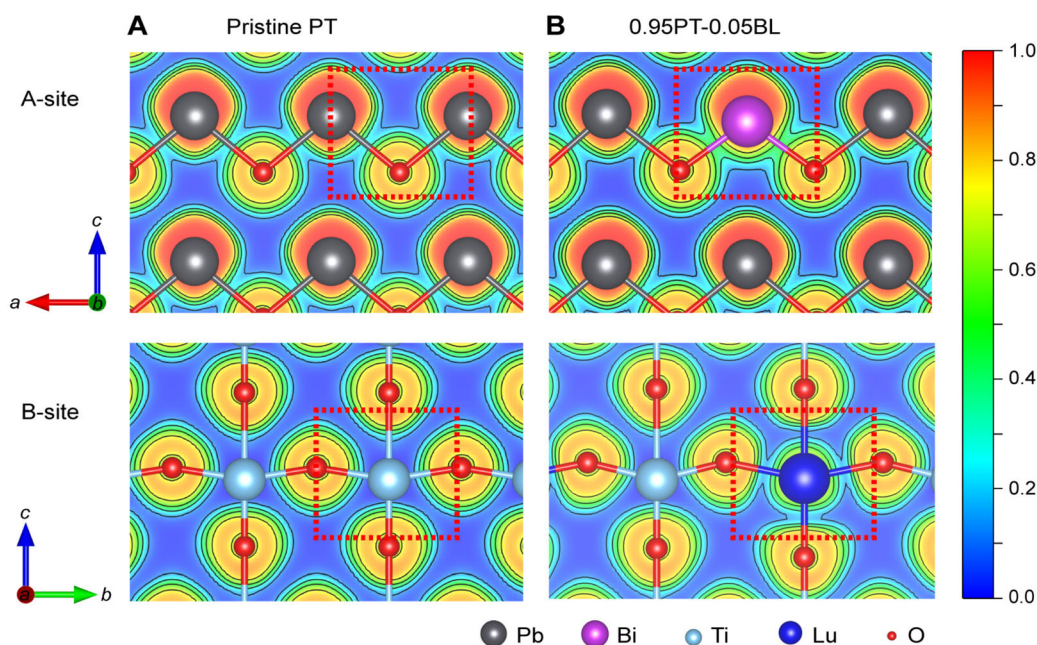 A Pristine PT
B 0.95PT-0.05BL
A-site
c
a b
B-site
c
a b
1.0
0.8
0.6
0.4
0.2
0.0
Pb Bi Ti Lu O